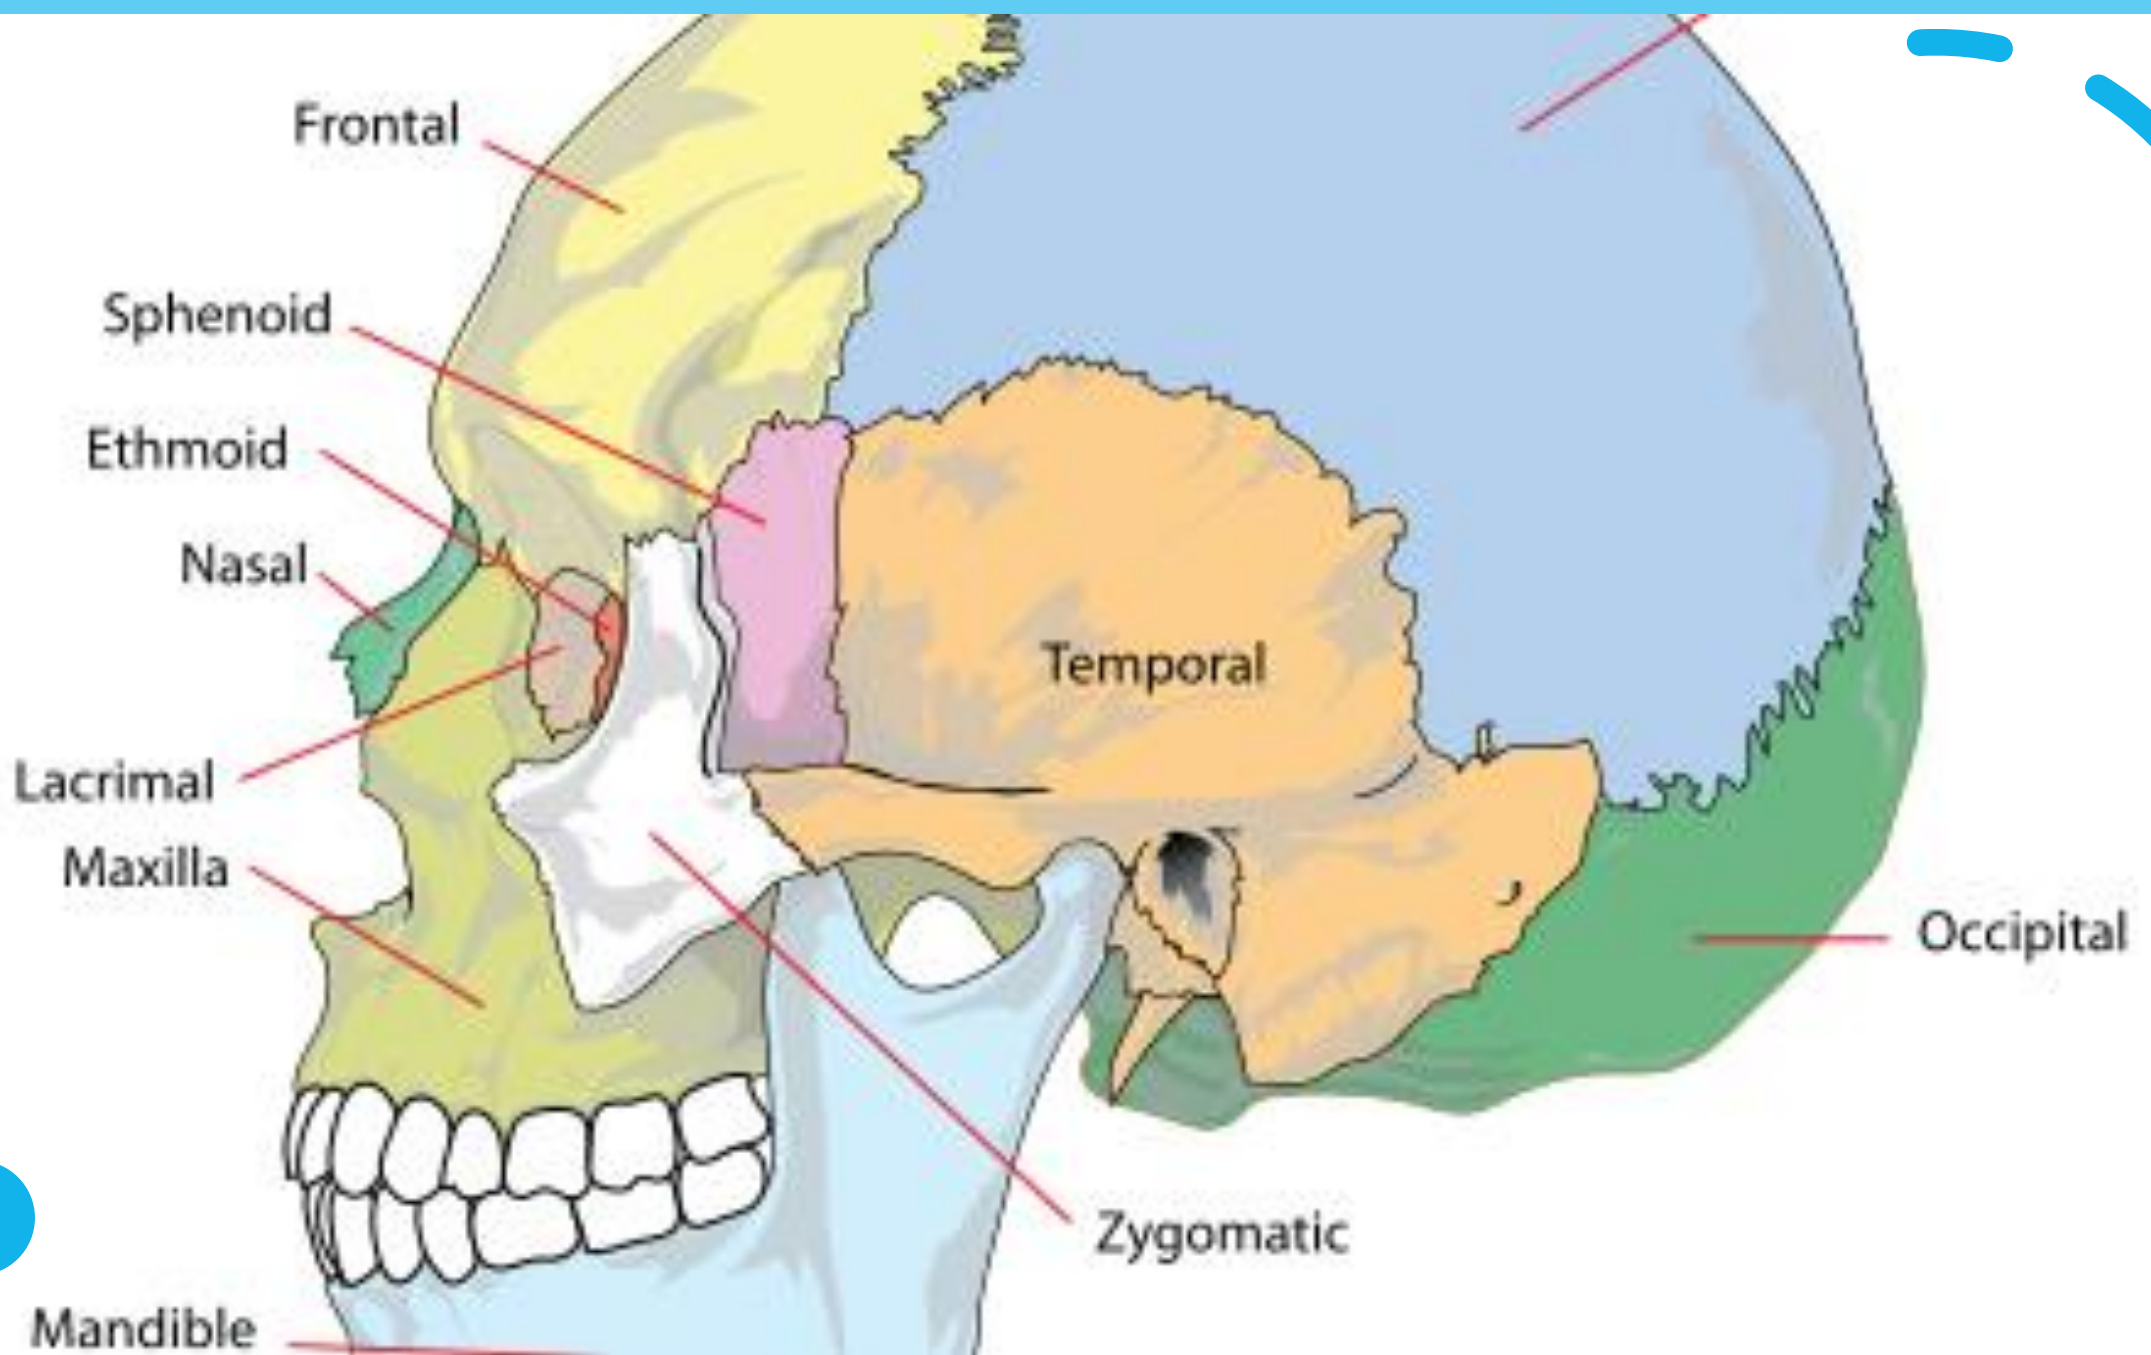 Frontal
Sphenoid
Ethmoid
Nasal
Temporal
Lacrimal
Maxilla
Occipital
Zygomatic
Mandible